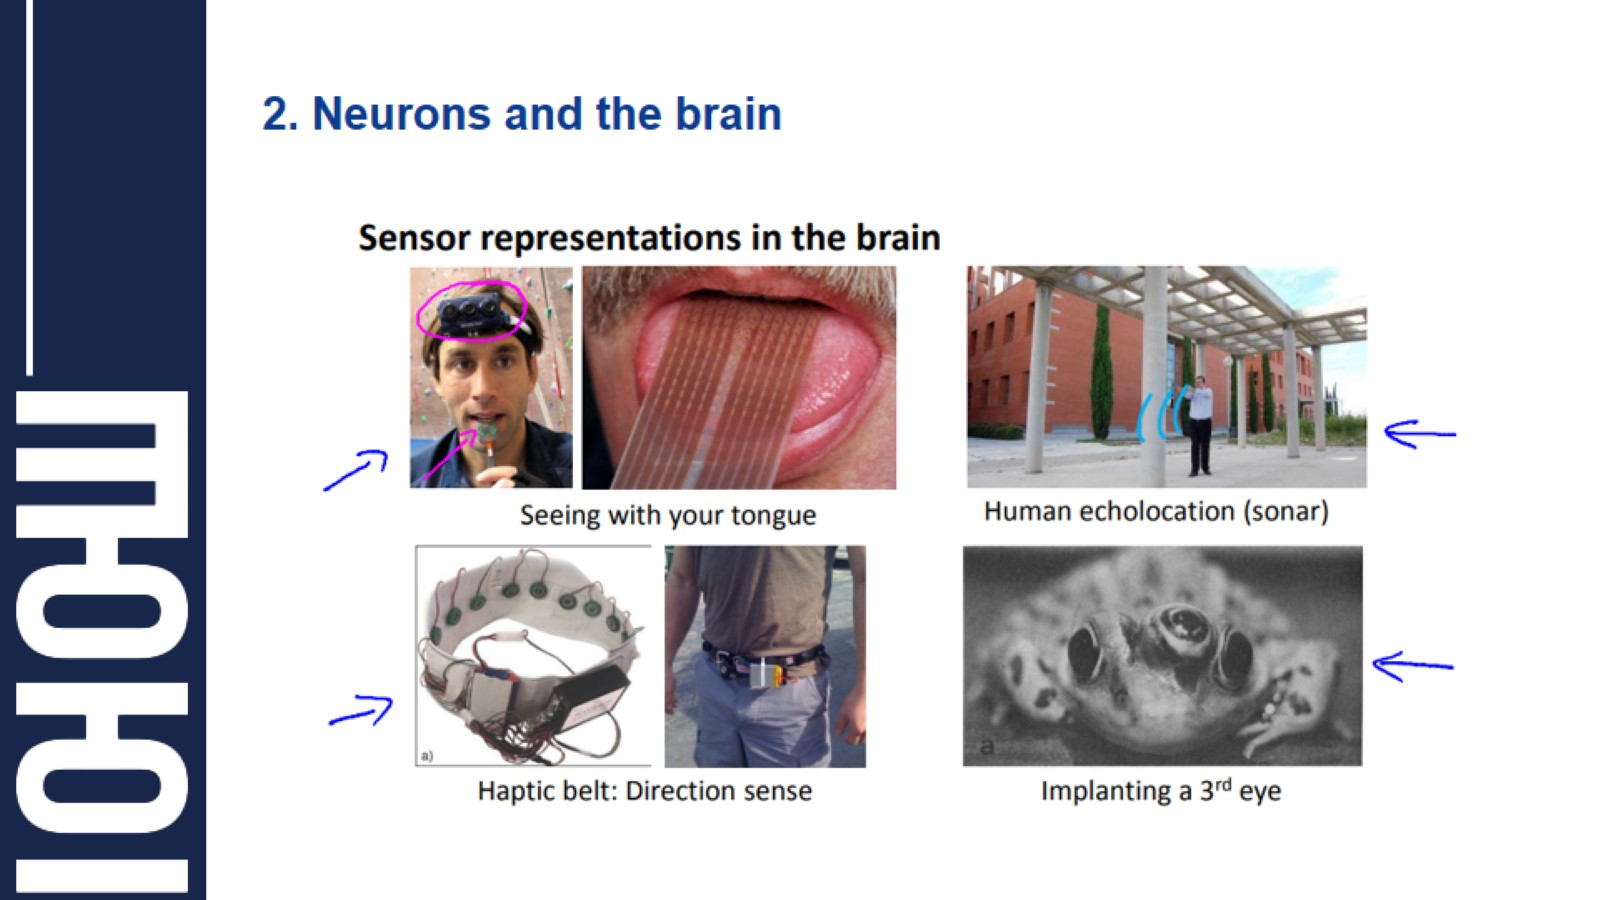 2. Neurons and the brain
Sensor representations in the brain
Seeing with your tongue
Human echolocation (sonar)
a)
a
Haptic belt: Direction sense
Implanting a 3rd eye